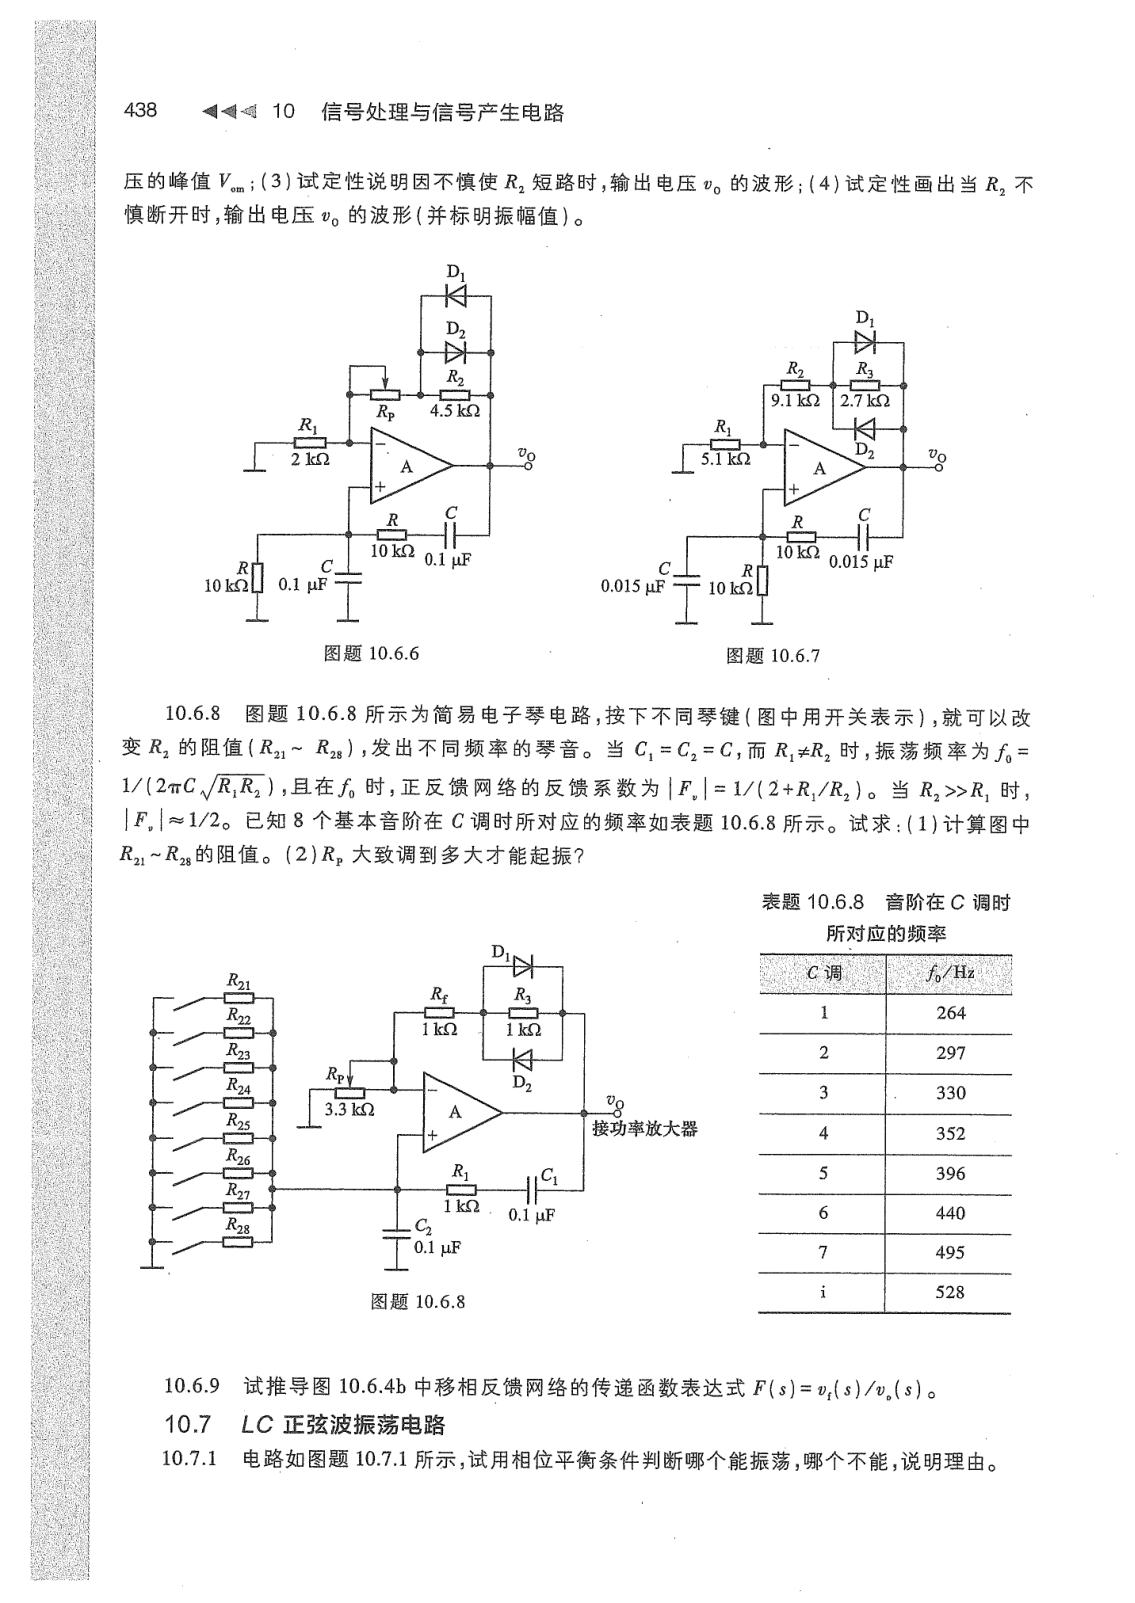 438 ◀◀◀ 10 信号处理与信号产生电路
压的峰值 Vom;(3)试定性说明因不慎使 R2 短路时,输出电压 vO 的波形;(4)试定性画出当 R2 不
慎断开时,输出电压 vO 的波形(并标明振幅值)。
D1
D2
R2
4.5 kΩ
RP
R1
2 kΩ
−
A
+
vO
R
10 kΩ
C
0.1 μF
R
10 kΩ
C
0.1 μF
图题 10.6.6
D1
R2
9.1 kΩ
R3
2.7 kΩ
D2
R1
5.1 kΩ
−
A
+
vO
R
10 kΩ
C
0.015 μF
C
0.015 μF
R
10 kΩ
图题 10.6.7
10.6.8 图题 10.6.8 所示为简易电子琴电路,按下不同琴键(图中用开关表示),就可以改
变 R2 的阻值(R21~ R28),发出不同频率的琴音。当 C1=C2=C,而 R1≠R2 时,振荡频率为 f0=
1/(2πC√R1R2),且在 f0 时,正反馈网络的反馈系数为|Fv|=1/(2+R1/R2)。当 R2>>R1 时,
|Fv|≈1/2。已知 8 个基本音阶在 C 调时所对应的频率如表题 10.6.8 所示。试求:(1)计算图中
R21~R28的阻值。(2)RP 大致调到多大才能起振?
R21
R22
R23
R24
R25
R26
R27
R28
D1
Rf
1 kΩ
R3
1 kΩ
D2
RP
3.3 kΩ
−
A
+
vO
接功率放大器
R1
1 kΩ
C1
0.1 μF
C2
0.1 μF
图题 10.6.8
表题 10.6.8 音阶在 C 调时
所对应的频率
C 调 f0/Hz
1 264
2 297
3 330
4 352
5 396
6 440
7 495
i 528
10.6.9 试推导图 10.6.4b 中移相反馈网络的传递函数表达式 F(s)=vf(s)/vo(s)。
10.7 LC 正弦波振荡电路
10.7.1 电路如图题 10.7.1 所示,试用相位平衡条件判断哪个能振荡,哪个不能,说明理由。